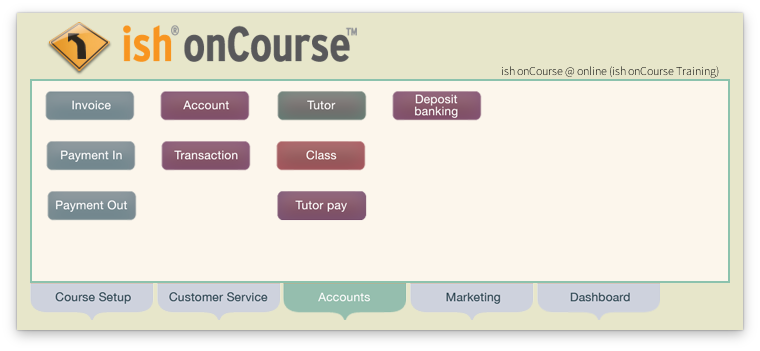 ish® onCourse™
ish onCourse @ online (ish onCourse Training)
Invoice
Account
Tutor
Deposit
banking
Payment In
Transaction
Class
Payment Out
Tutor pay
Course Setup
Customer Service
Accounts
Marketing
Dashboard